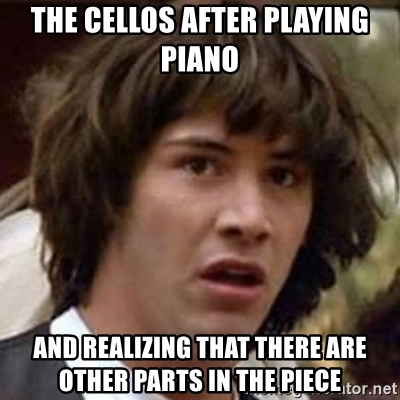 THE CELLOS AFTER PLAYING
PIANO
AND REALIZING THAT THERE ARE
OTHER PARTS IN THE PIECE